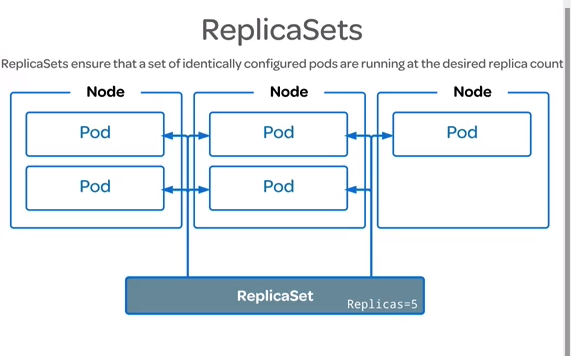 ReplicaSets
ReplicaSets ensure that a set of identically configured pods are running at the desired replica count
Node Node Node
Pod Pod Pod
Pod Pod
ReplicaSet
Replicas=5